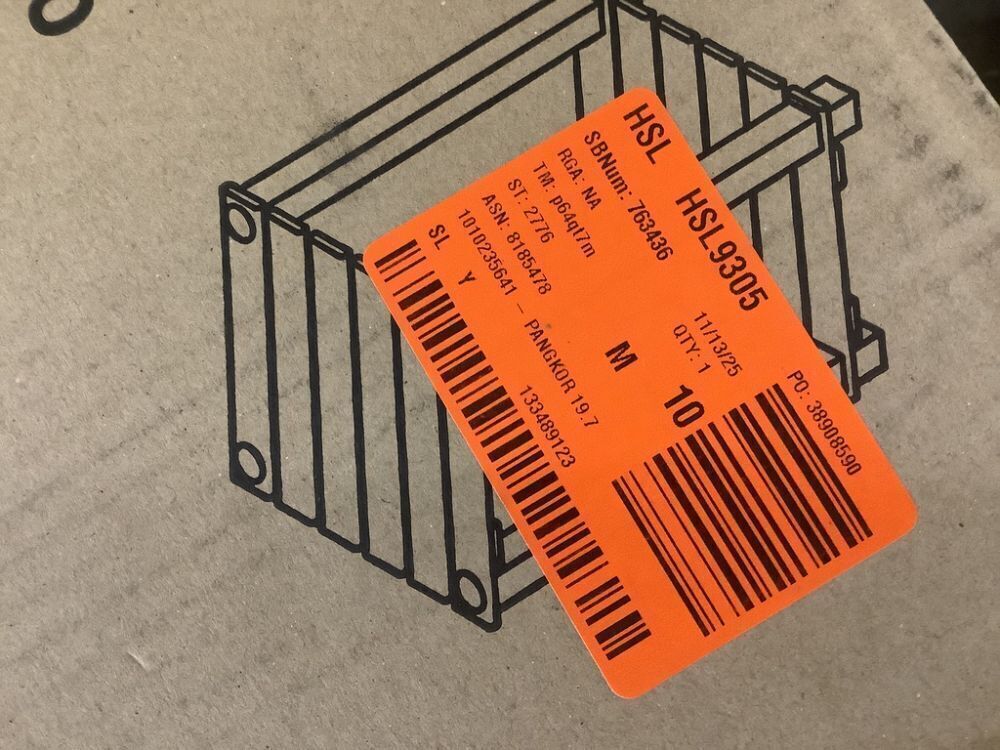 HSL HSL9305
SBNum: 763436
RGA: NA 11/13/25
TM: p64qt7m QTY: 1
ST: 2776 PO: 38908590
ASN: 8185478 M 10
1010235641 – PANGKOR 19.7
SL Y 133489123